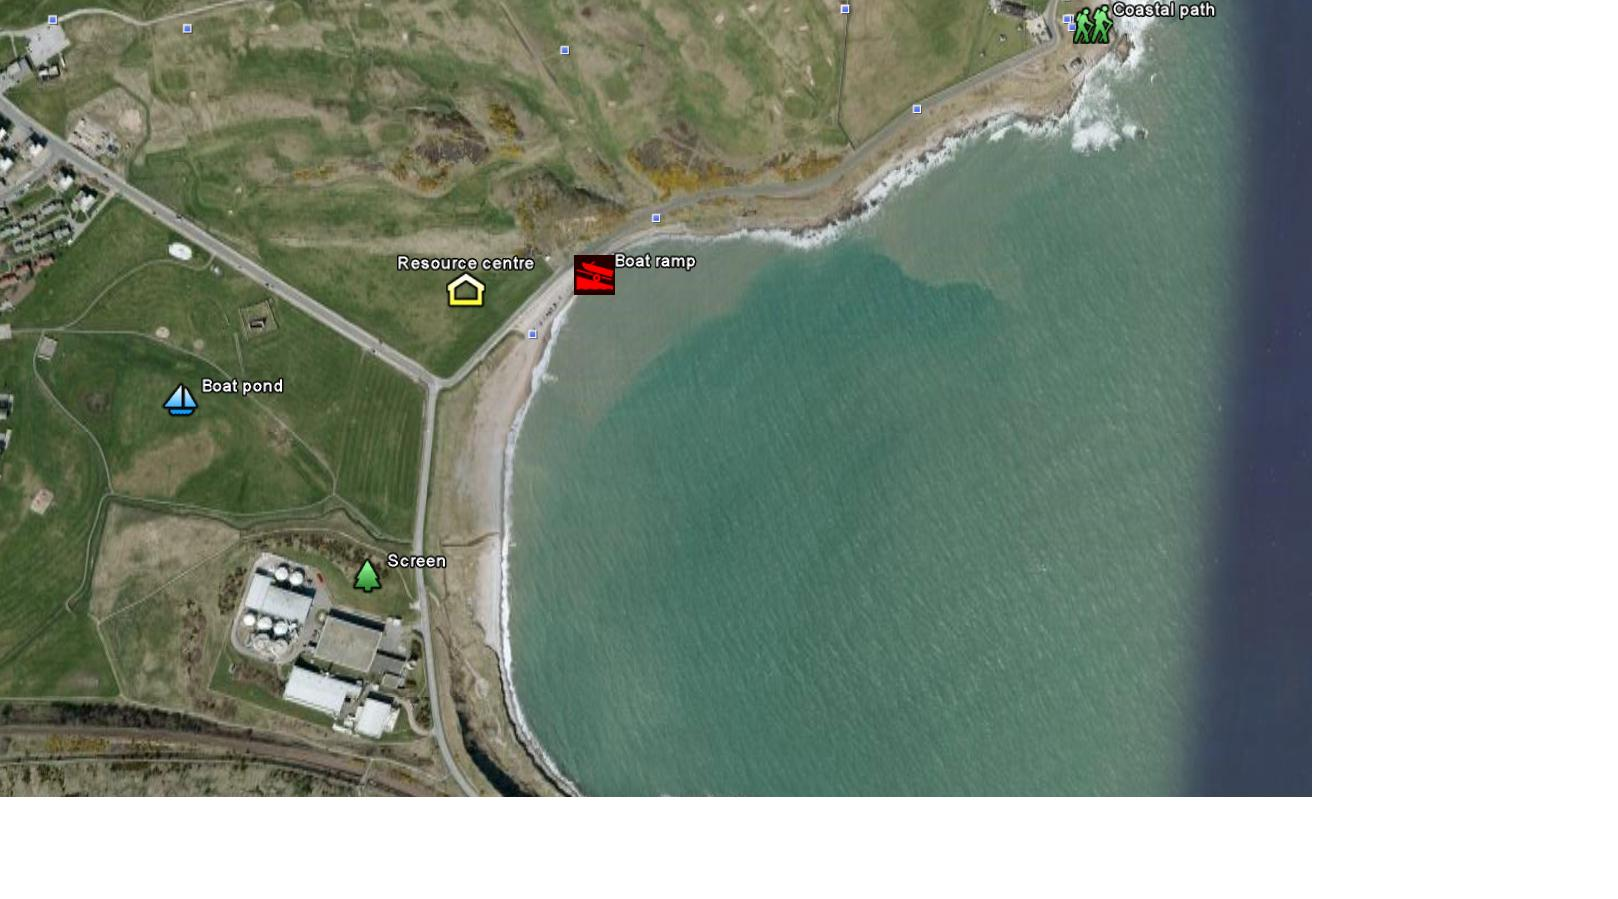 Coastal path
Resource centre
Boat ramp
Boat pond
Screen